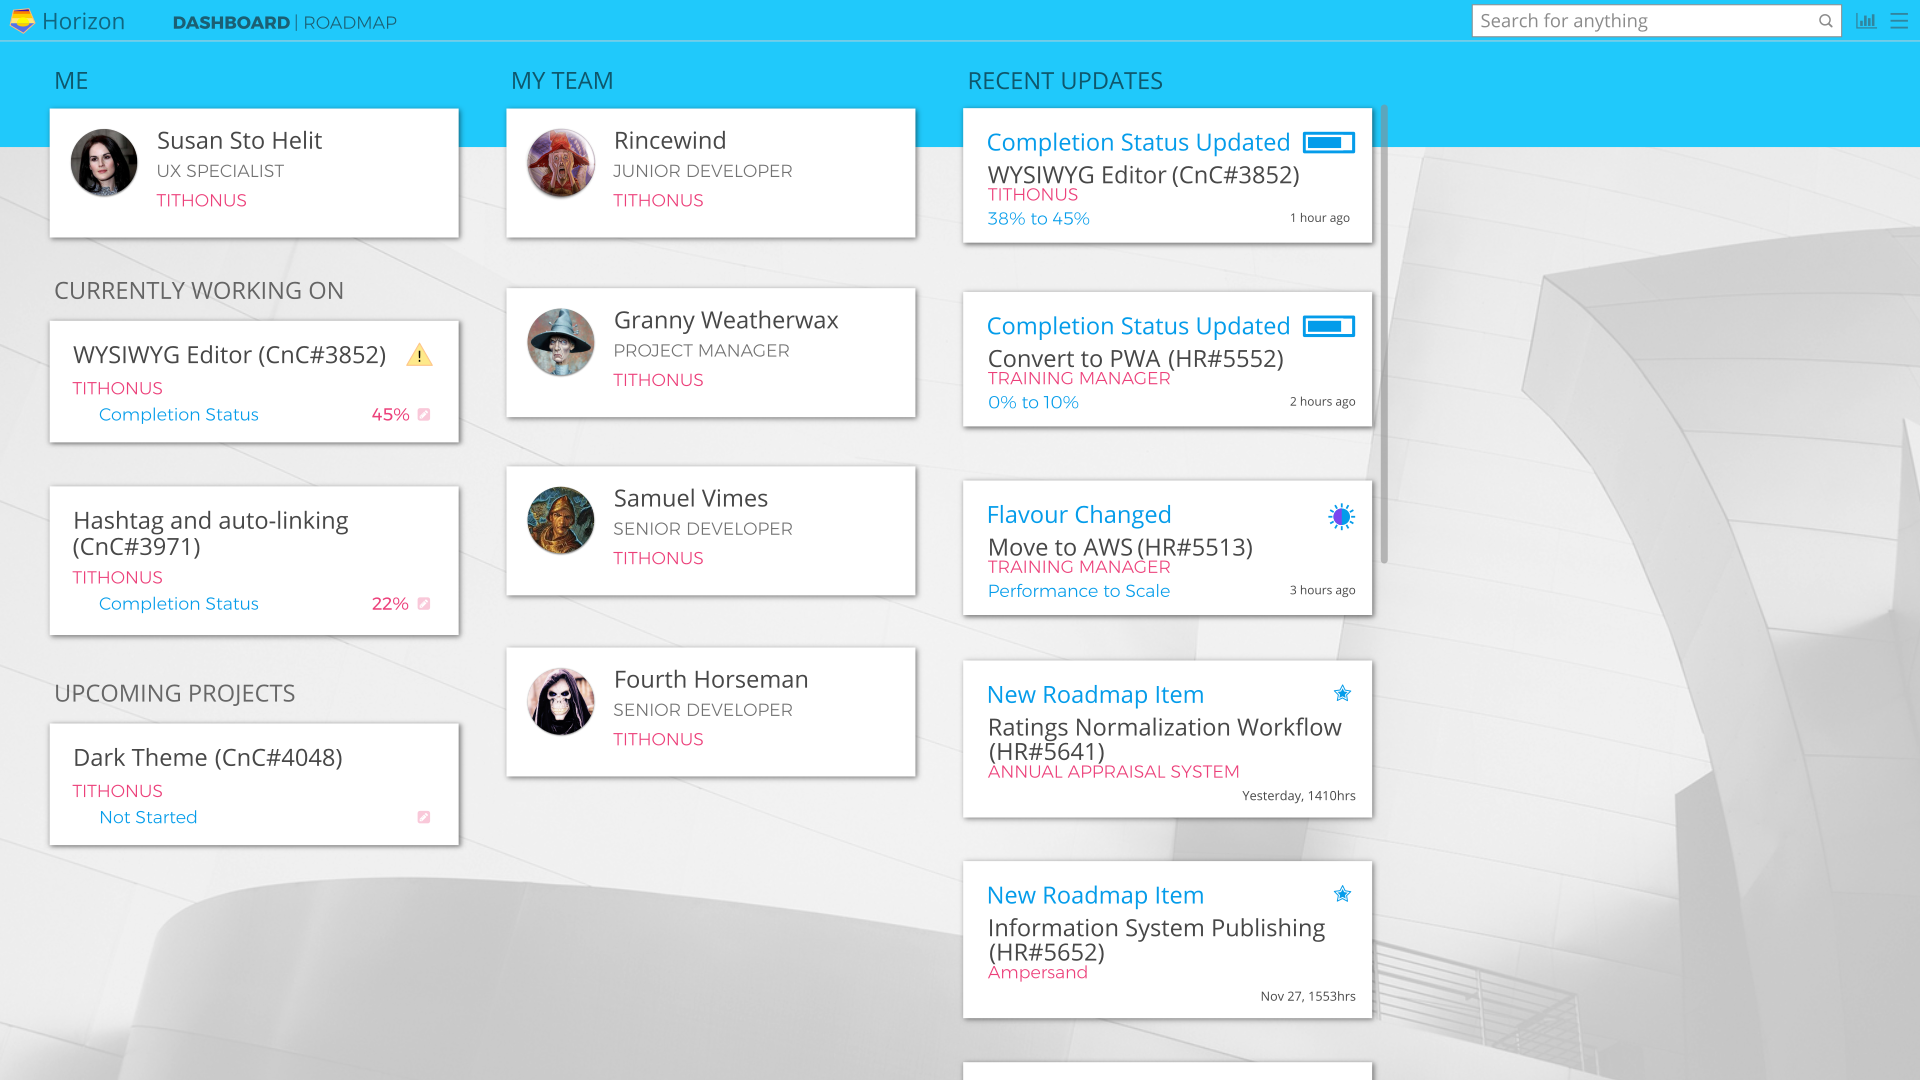 Horizon
DASHBOARD | ROADMAP
Search for anything
ME
Susan Sto Helit
UX SPECIALIST
TITHONUS
CURRENTLY WORKING ON
WYSIWYG Editor (CnC#3852)
TITHONUS
Completion Status 45%
Hashtag and auto-linking
(CnC#3971)
TITHONUS
Completion Status 22%
UPCOMING PROJECTS
Dark Theme (CnC#4048)
TITHONUS
Not Started
MY TEAM
Rincewind
JUNIOR DEVELOPER
TITHONUS
Granny Weatherwax
PROJECT MANAGER
TITHONUS
Samuel Vimes
SENIOR DEVELOPER
TITHONUS
Fourth Horseman
SENIOR DEVELOPER
TITHONUS
RECENT UPDATES
Completion Status Updated
WYSIWYG Editor (CnC#3852)
TITHONUS
38% to 45% 1 hour ago
Completion Status Updated
Convert to PWA (HR#5552)
TRAINING MANAGER
0% to 10% 2 hours ago
Flavour Changed
Move to AWS (HR#5513)
TRAINING MANAGER
Performance to Scale 3 hours ago
New Roadmap Item
Ratings Normalization Workflow
(HR#5641)
ANNUAL APPRAISAL SYSTEM
Yesterday, 1410hrs
New Roadmap Item
Information System Publishing
(HR#5652)
Ampersand
Nov 27, 1553hrs